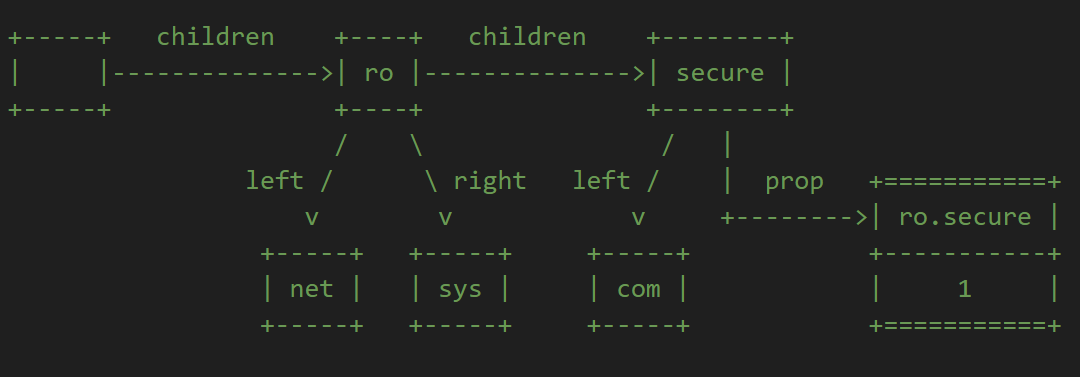 +-----+   children    +----+   children    +--------+
|     |-------------->| ro |-------------->| secure |
+-----+               +----+               +--------+
                      /    \                /   |
                left /      \ right   left /    |  prop   +===========+
                    v        v            v     +-------->| ro.secure |
                 +-----+   +-----+     +-----+            +-----------+
                 | net |   | sys |     | com |            |     1     |
                 +-----+   +-----+     +-----+            +===========+